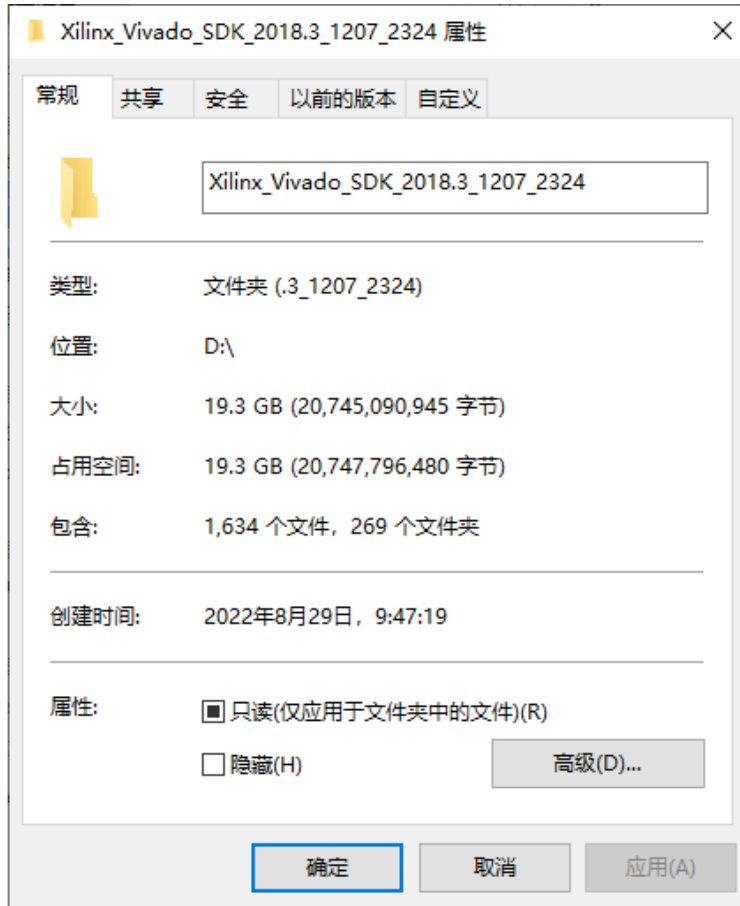 Xilinx_Vivado_SDK_2018.3_1207_2324 属性
常规 共享 安全 以前的版本 自定义
Xilinx_Vivado_SDK_2018.3_1207_2324
类型: 文件夹 (.3_1207_2324)
位置: D:\
大小: 19.3 GB (20,745,090,945 字节)
占用空间: 19.3 GB (20,747,796,480 字节)
包含: 1,634 个文件，269 个文件夹
创建时间: 2022年8月29日，9:47:19
属性: 只读(仅应用于文件夹中的文件)(R)
隐藏(H) 高级(D)...
确定 取消 应用(A)